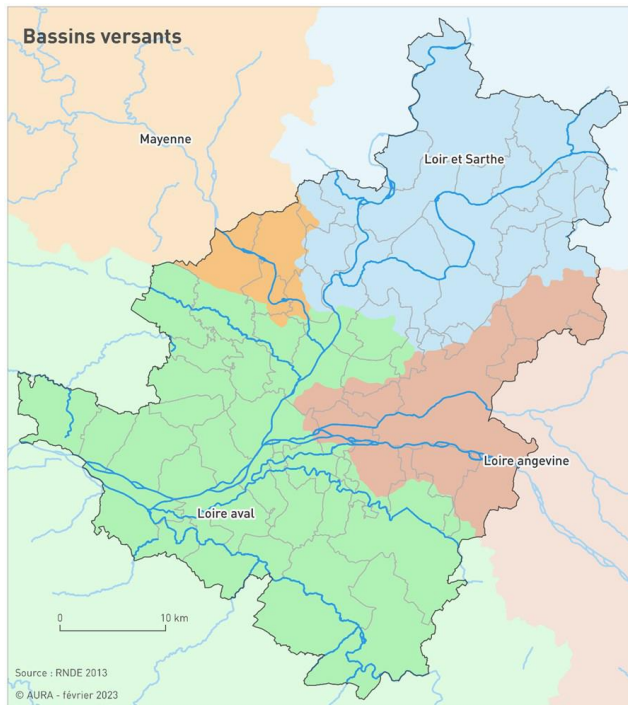 Bassins versants
Mayenne
Loir et Sarthe
Loire angevine
Loire aval
0 10 km
Source : RNDE 2013
© AURA - février 2023